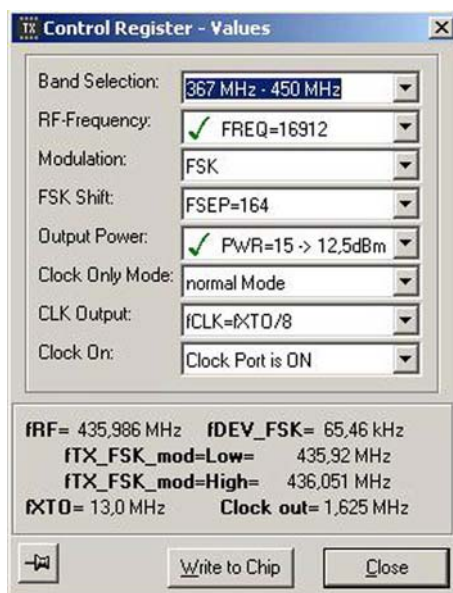 TX Control Register - Values
Band Selection: 367 MHz - 450 MHz
RF-Frequency: ✓ FREQ=16912
Modulation: FSK
FSK Shift: FSEP=164
Output Power: ✓ PWR=15 -> 12,5dBm
Clock Only Mode: normal Mode
CLK Output: fCLK=fXTO/8
Clock On: Clock Port is ON
fRF= 435,986 MHz fDEV_FSK= 65,46 kHz
fTX_FSK_mod=Low= 435,92 MHz
fTX_FSK_mod=High= 436,051 MHz
fXTO= 13,0 MHz Clock out= 1,625 MHz
Write to Chip Close